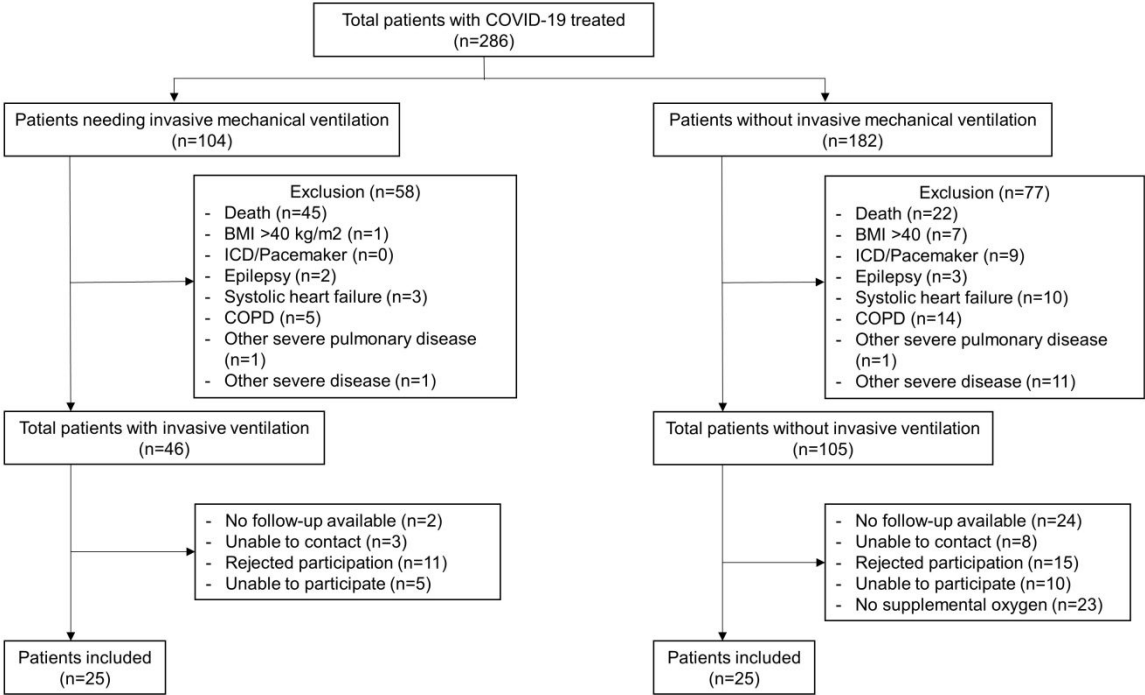 Total patients with COVID-19 treated
(n=286)
Patients needing invasive mechanical ventilation
(n=104)
Patients without invasive mechanical ventilation
(n=182)
Exclusion (n=58)
- Death (n=45)
- BMI >40 kg/m2 (n=1)
- ICD/Pacemaker (n=0)
- Epilepsy (n=2)
- Systolic heart failure (n=3)
- COPD (n=5)
- Other severe pulmonary disease
(n=1)
- Other severe disease (n=1)
Exclusion (n=77)
- Death (n=22)
- BMI >40 (n=7)
- ICD/Pacemaker (n=9)
- Epilepsy (n=3)
- Systolic heart failure (n=10)
- COPD (n=14)
- Other severe pulmonary disease
(n=1)
- Other severe disease (n=11)
Total patients with invasive ventilation
(n=46)
Total patients without invasive ventilation
(n=105)
- No follow-up available (n=2)
- Unable to contact (n=3)
- Rejected participation (n=11)
- Unable to participate (n=5)
- No follow-up available (n=24)
- Unable to contact (n=8)
- Rejected participation (n=15)
- Unable to participate (n=10)
- No supplemental oxygen (n=23)
Patients included
(n=25)
Patients included
(n=25)